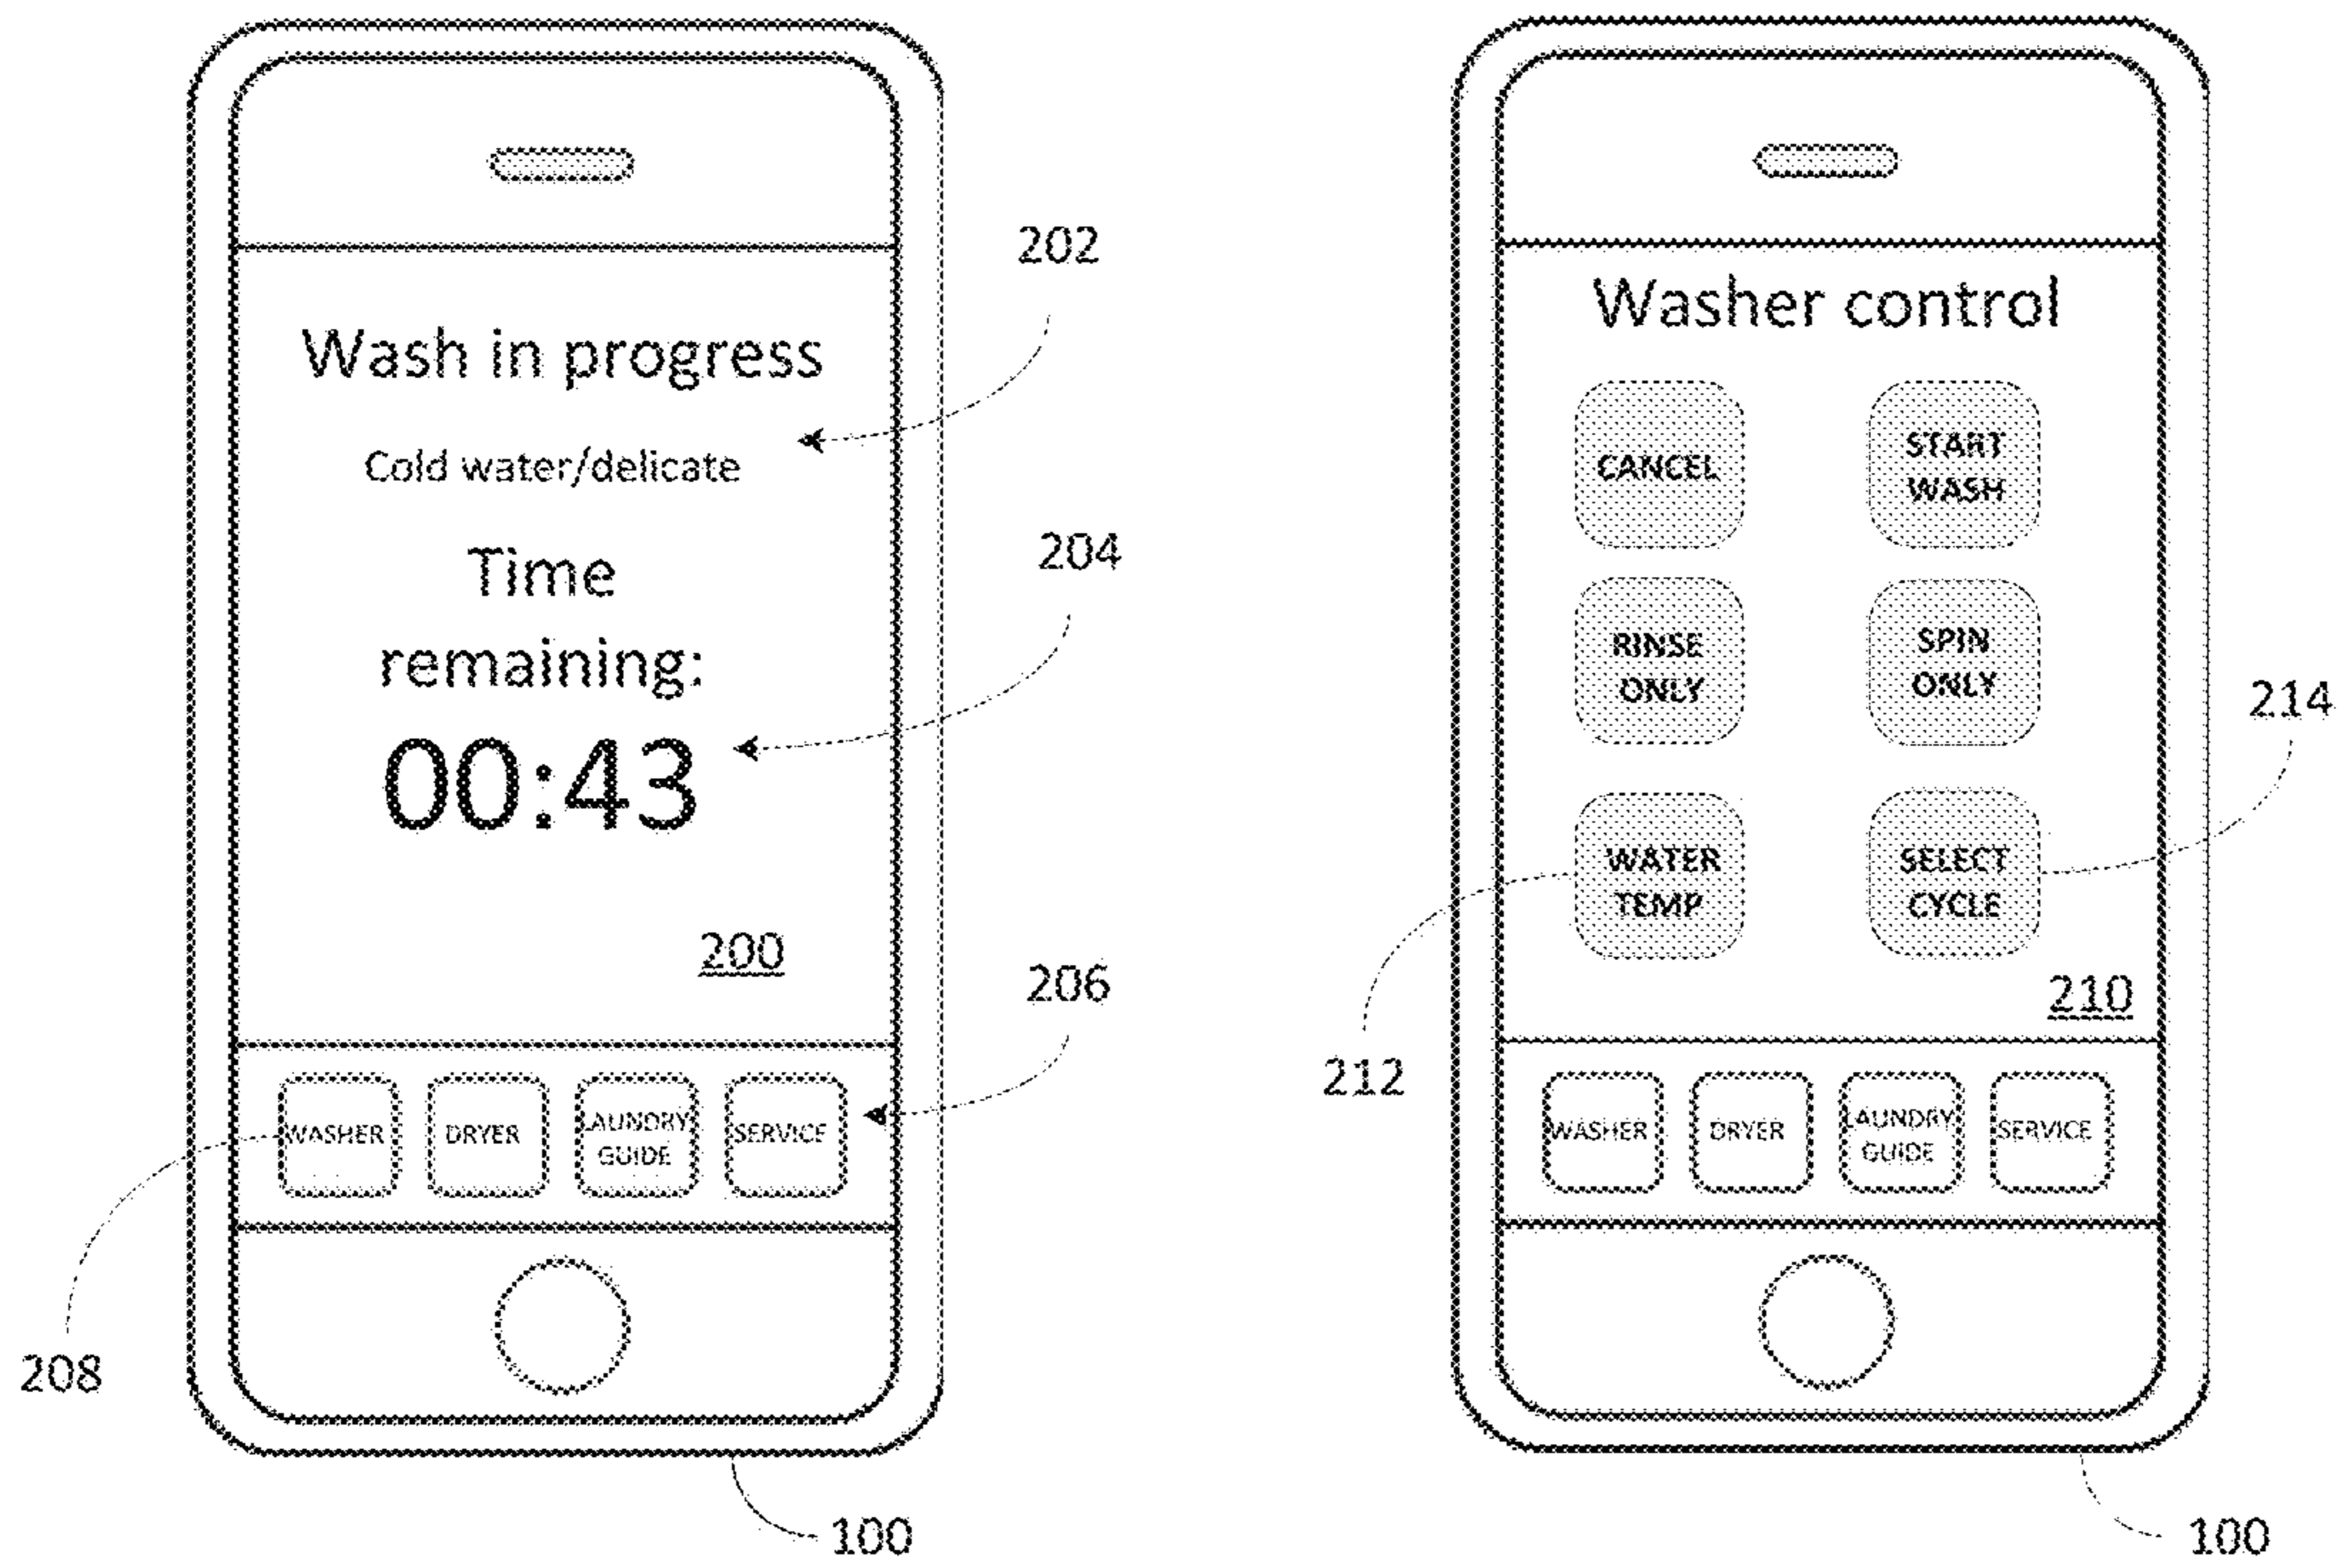 Wash in progress
Cold water/delicate
Time
remaining:
00:43
200
WASHER
DRYER
LAUNDRY
GUIDE
SERVICE
202
204
206
208
100
Washer control
CANCEL
START
WASH
RINSE
ONLY
SPIN
ONLY
WATER
TEMP
SELECT
CYCLE
210
WASHER
DRYER
LAUNDRY
GUIDE
SERVICE
214
212
100